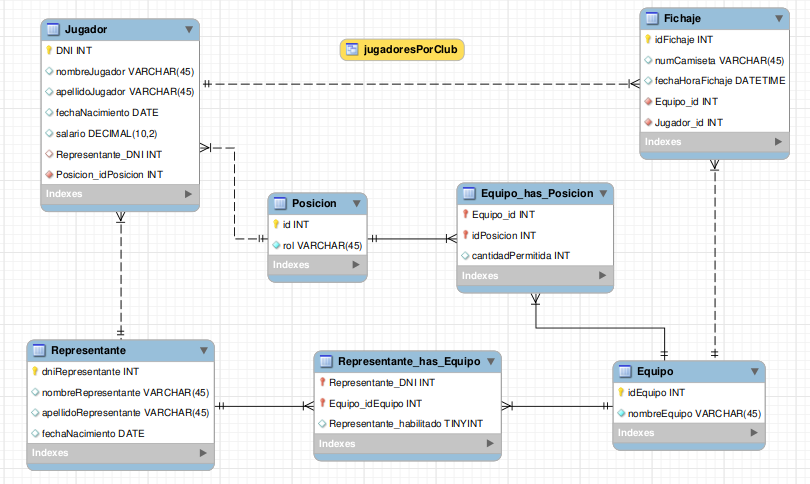 Jugador
DNI INT
nombreJugador VARCHAR(45)
apellidoJugador VARCHAR(45)
fechaNacimiento DATE
salario DECIMAL(10,2)
Representante_DNI INT
Posicion_idPosicion INT
Indexes
jugadoresPorClub
Fichaje
idFichaje INT
numCamiseta VARCHAR(45)
fechaHoraFichaje DATETIME
Equipo_id INT
Jugador_id INT
Indexes
Posicion
id INT
rol VARCHAR(45)
Indexes
Equipo_has_Posicion
Equipo_id INT
idPosicion INT
cantidadPermitida INT
Indexes
Representante
dniRepresentante INT
nombreRepresentante VARCHAR(45)
apellidoRepresentante VARCHAR(45)
fechaNacimiento DATE
Indexes
Representante_has_Equipo
Representante_DNI INT
Equipo_idEquipo INT
Representante_habilitado TINYINT
Indexes
Equipo
idEquipo INT
nombreEquipo VARCHAR(45)
Indexes